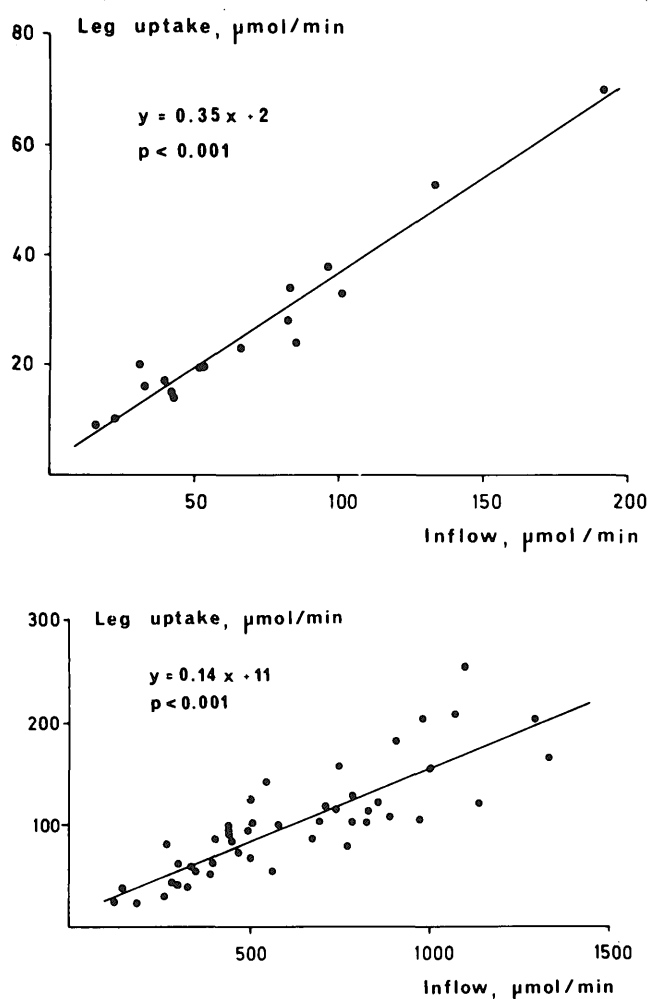 Leg uptake, µmol/min
80
y = 0.35 x + 2
p < 0.001
60
40
20
50 100 150 200
Inflow, µmol/min
Leg uptake, µmol/min
300
y = 0.14 x + 11
p < 0.001
200
100
500 1000 1500
Inflow, µmol/min